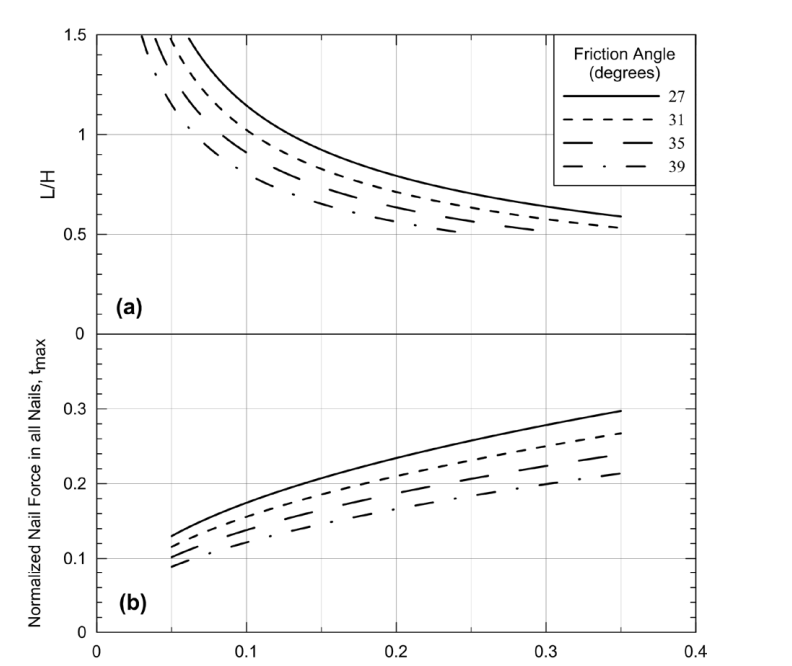 1.5
1
0.5
0
L/H
Friction Angle
(degrees)
27
31
35
39
(a)
0.3
0.2
0.1
0
Normalized Nail Force in all Nails, tmax
(b)
0 0.1 0.2 0.3 0.4